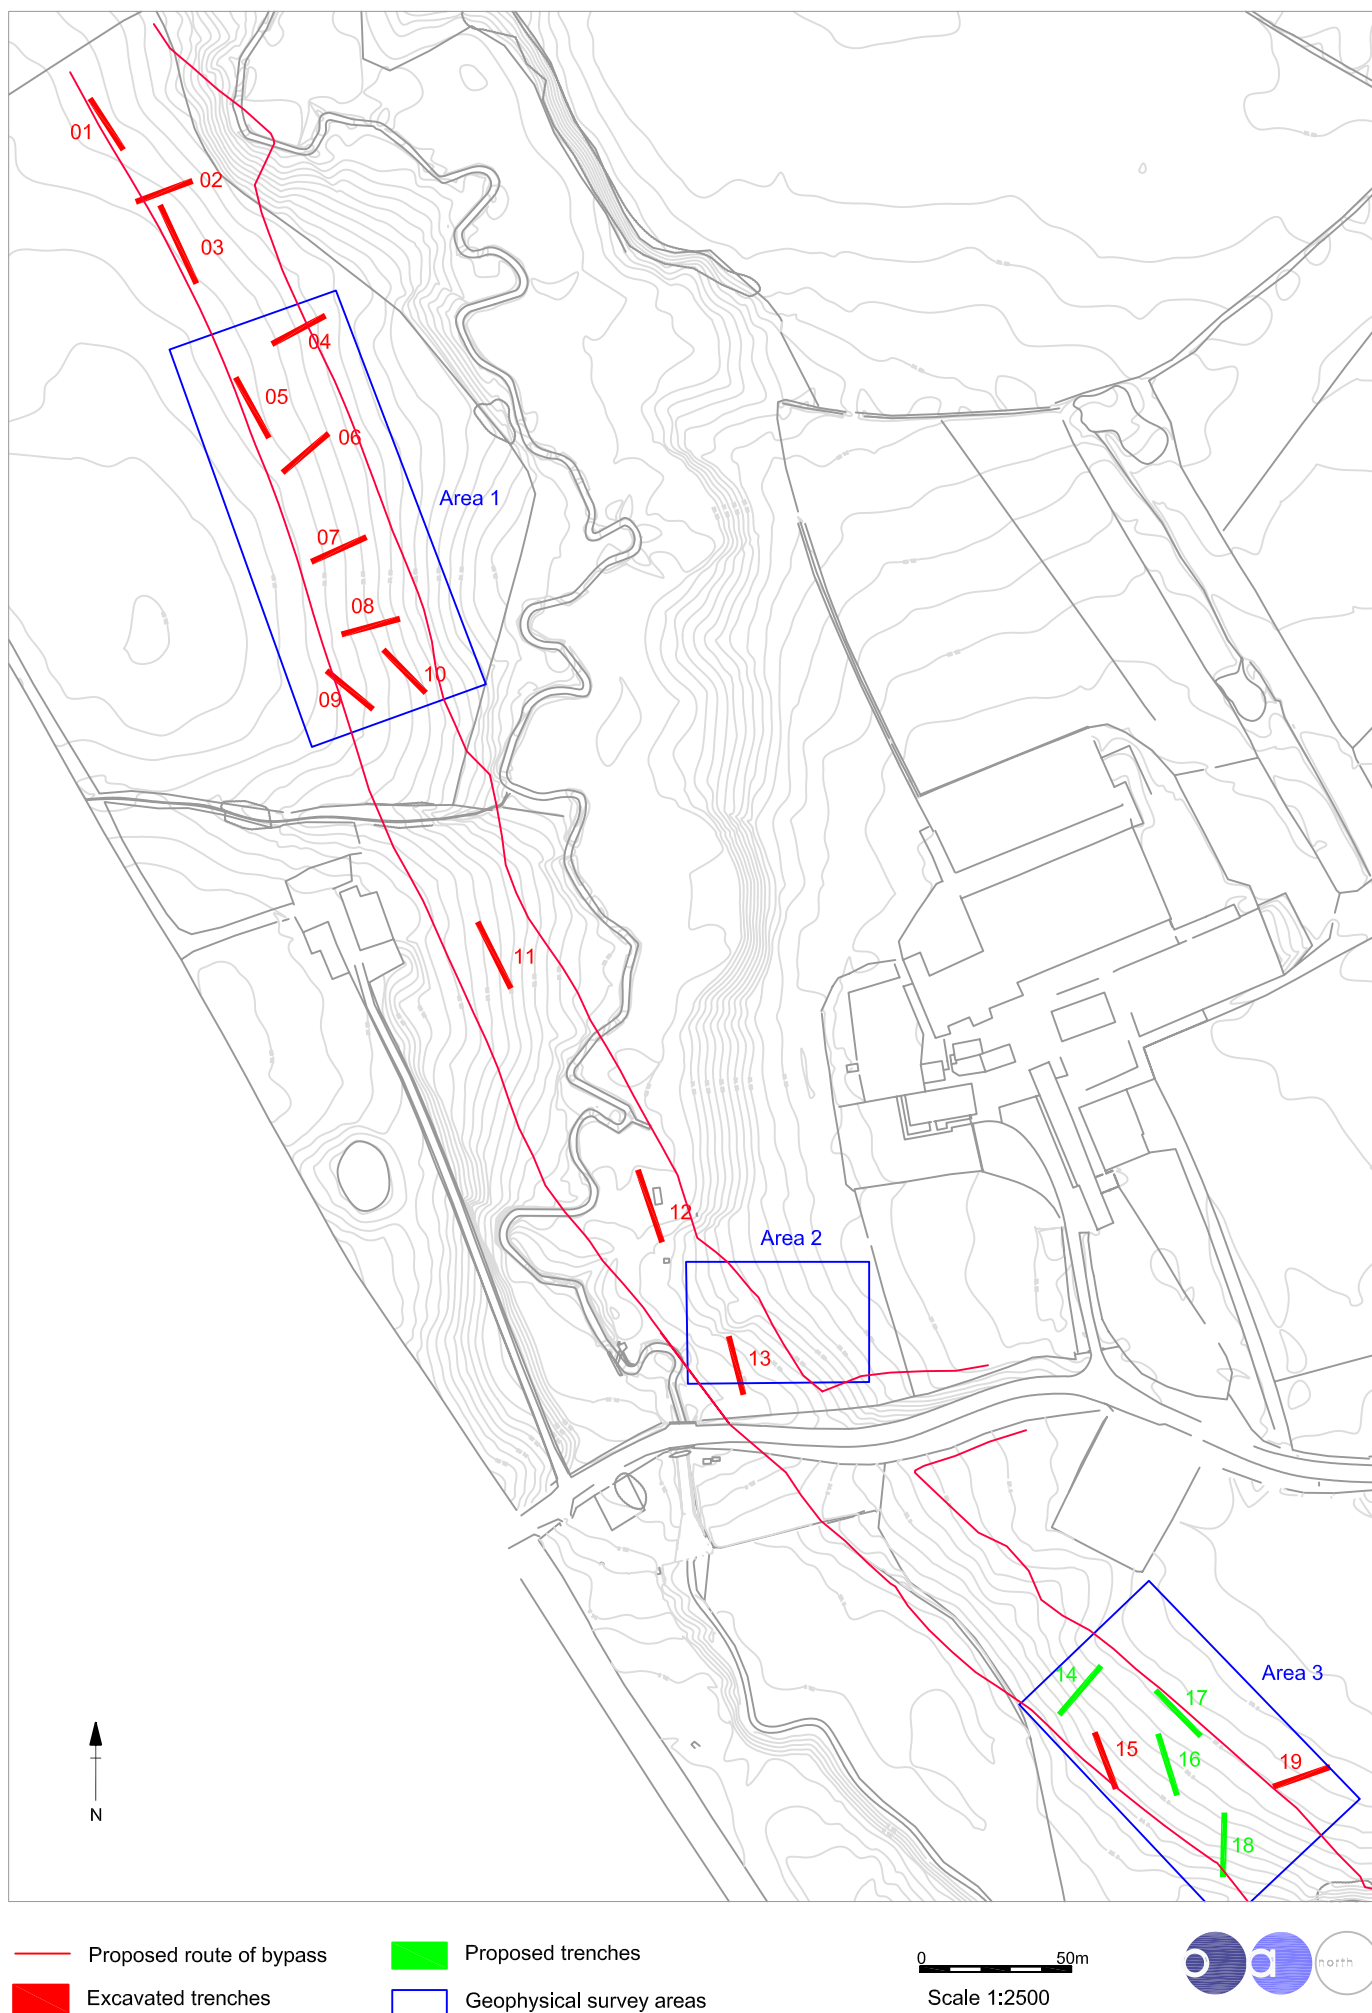 01
02
03
04
05
06
Area 1
07
08
10
09
11
12
Area 2
13
Area 3
14
17
15
16
19
18
N
Proposed route of bypass
Proposed trenches
0 50m
north
Excavated trenches
Geophysical survey areas
Scale 1:2500